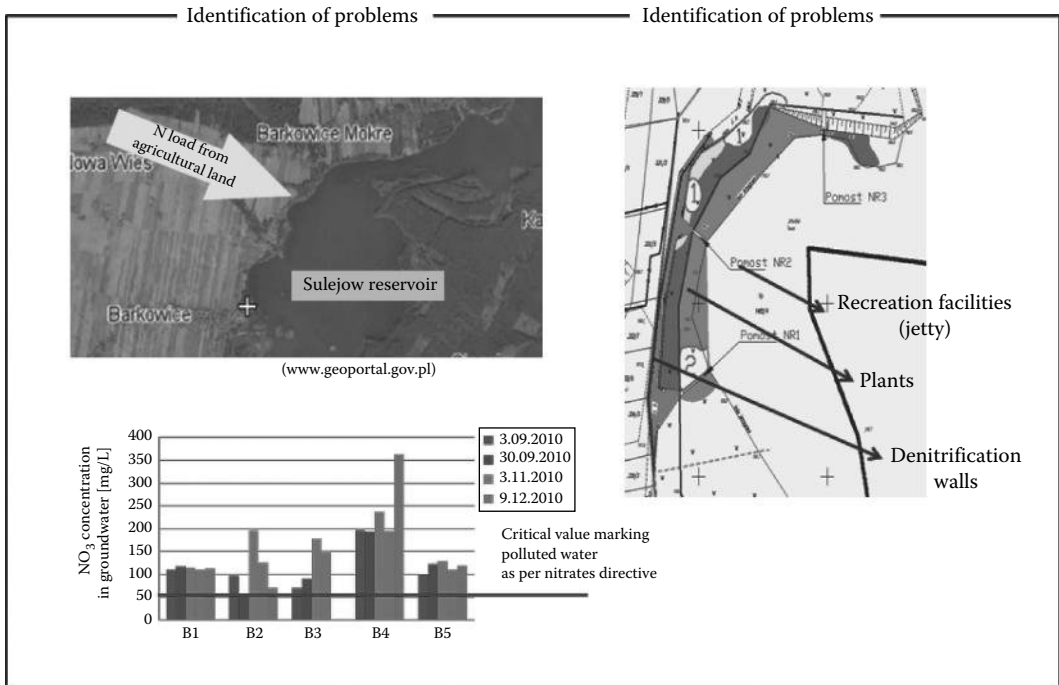 Identification of problems
Identification of problems
N load from
agricultural land
Barkowice Mokre
Barkowice
Sulejow reservoir
(www.geoportal.gov.pl)
Pomost NR3
Pomost NR2
Pomost NR1
Recreation facilities
(jetty)
Plants
Denitrification
walls
NO3 concentration
in groundwater [mg/L]
400
350
300
250
200
150
100
50
0
B1 B2 B3 B4 B5
3.09.2010
30.09.2010
3.11.2010
9.12.2010
Critical value marking
polluted water
as per nitrates directive